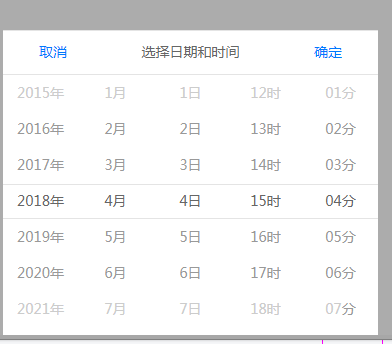 取消 选择日期和时间 确定
2015年 1月 1日 12时 01分
2016年 2月 2日 13时 02分
2017年 3月 3日 14时 03分
2018年 4月 4日 15时 04分
2019年 5月 5日 16时 05分
2020年 6月 6日 17时 06分
2021年 7月 7日 18时 07分